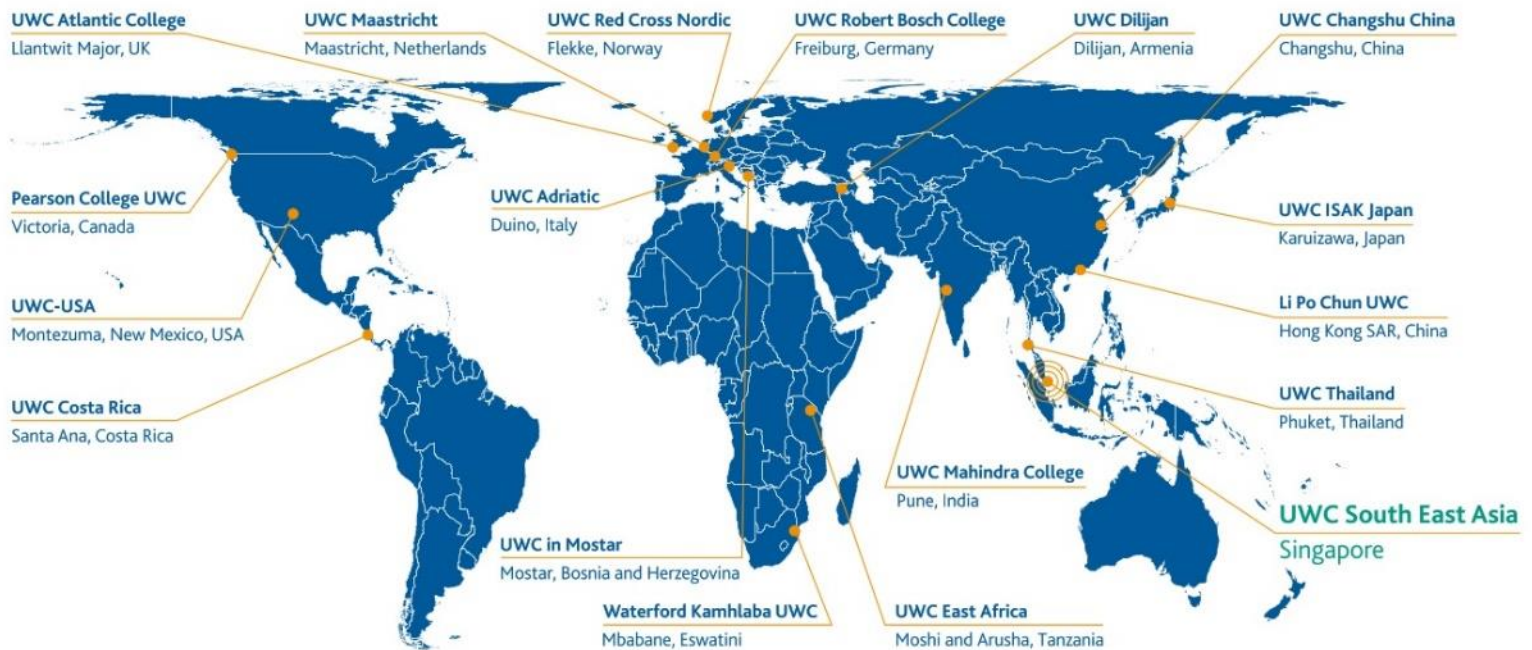 UWC Atlantic College
Llantwit Major, UK
UWC Maastricht
Maastricht, Netherlands
UWC Red Cross Nordic
Flekke, Norway
UWC Robert Bosch College
Freiburg, Germany
UWC Dilijan
Dilijan, Armenia
UWC Changshu China
Changshu, China
Pearson College UWC
Victoria, Canada
UWC Adriatic
Duino, Italy
UWC ISAK Japan
Karuizawa, Japan
UWC-USA
Montezuma, New Mexico, USA
Li Po Chun UWC
Hong Kong SAR, China
UWC Costa Rica
Santa Ana, Costa Rica
UWC Thailand
Phuket, Thailand
UWC Mahindra College
Pune, India
UWC South East Asia
Singapore
UWC in Mostar
Mostar, Bosnia and Herzegovina
Waterford Kamhlaba UWC
Mbabane, Eswatini
UWC East Africa
Moshi and Arusha, Tanzania